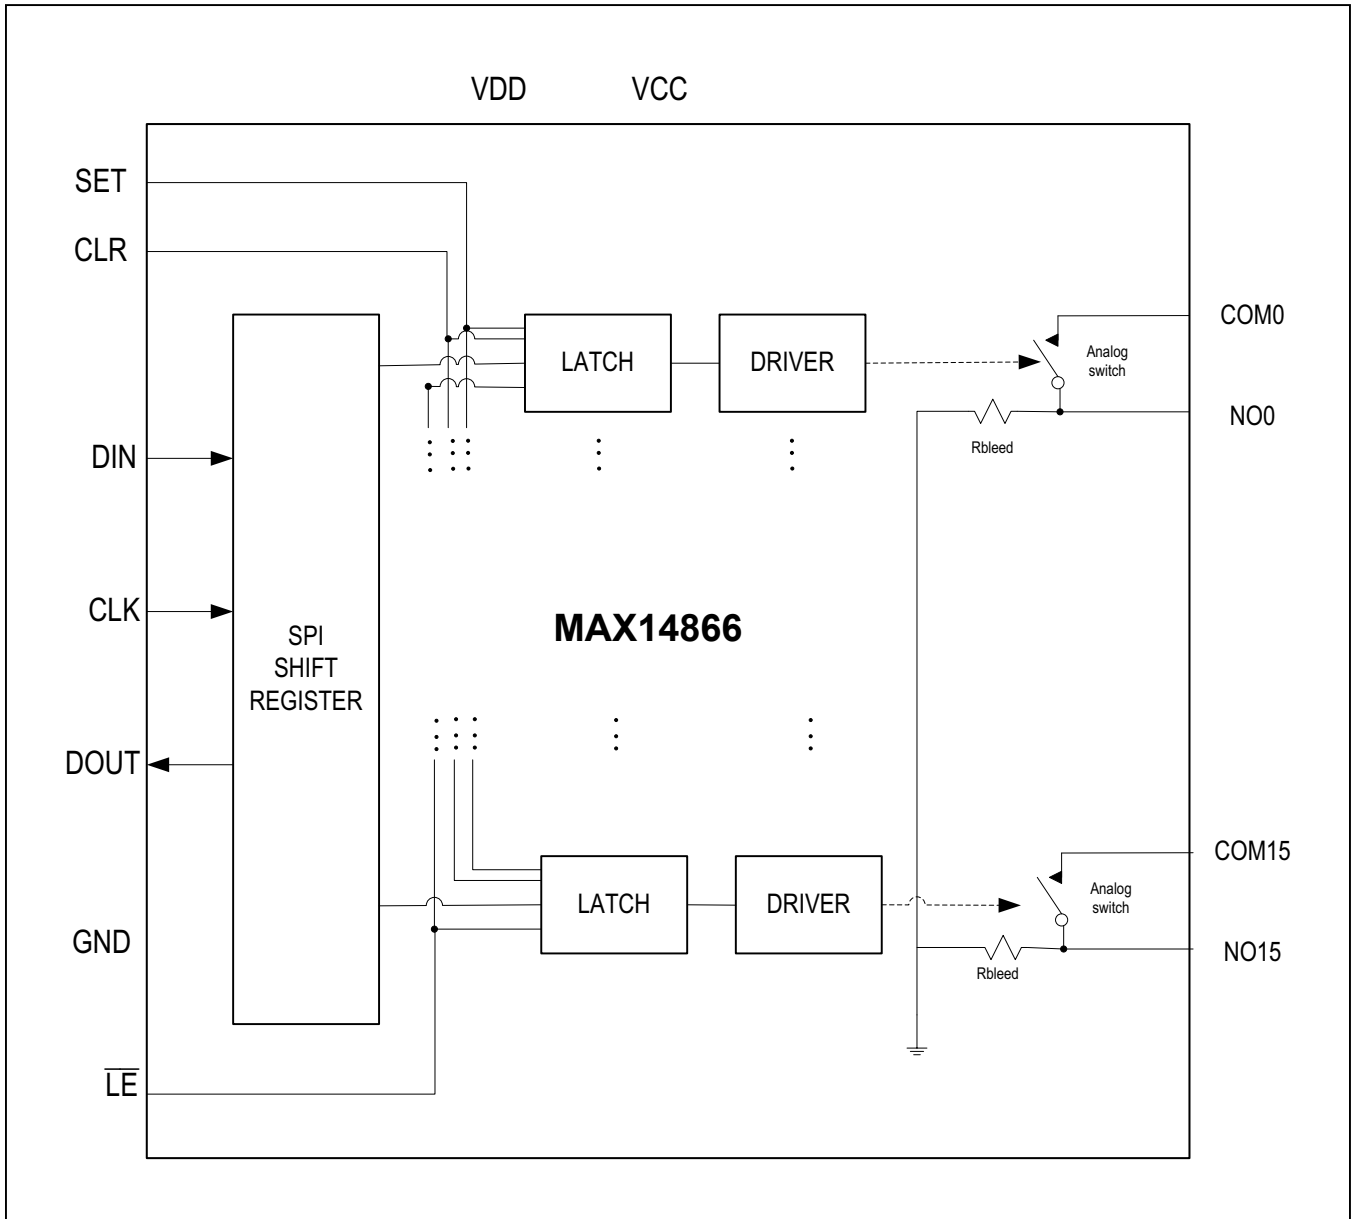 VDD VCC
SET
CLR
COM0
Analog
switch
LATCH
DRIVER
NO0
Rbleed
DIN
CLK
MAX14866
SPI
SHIFT
REGISTER
DOUT
COM15
Analog
switch
LATCH
DRIVER
GND
NO15
Rbleed
L̅E̅